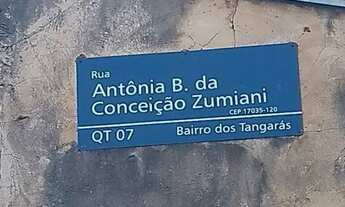 Rua
Antônia B. da
Conceição Zumiani
CEP 17035-120
QT 07 Bairro dos Tangarás